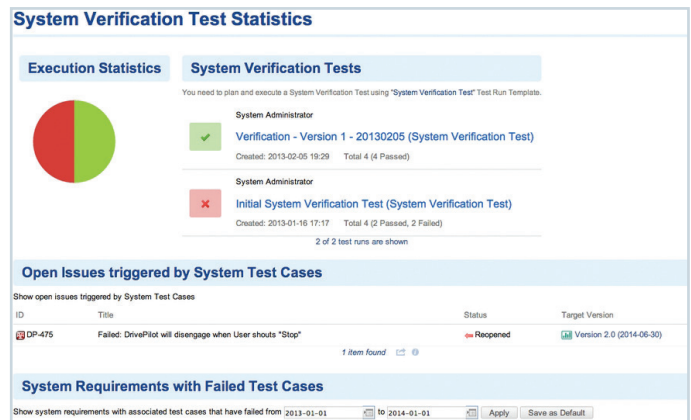 System Verification Test Statistics
Execution Statistics
System Verification Tests
You need to plan and execute a System Verification Test using "System Verification Test" Test Run Template.
System Administrator
Verification - Version 1 - 20130205 (System Verification Test)
Created: 2013-02-05 19:29 Total 4 (4 Passed)
System Administrator
Initial System Verification Test (System Verification Test)
Created: 2013-01-16 17:17 Total 4 (2 Passed, 2 Failed)
2 of 2 test runs are shown
Open Issues triggered by System Test Cases
Show open issues triggered by System Test Cases
ID Title Status Target Version
DP-475 Failed: DrivePilot will disengage when User shouts "Stop" Reopened Version 2.0 (2014-06-30)
1 item found
System Requirements with Failed Test Cases
Show system requirements with associated test cases that have failed from 2013-01-01 to 2014-01-01 Apply Save as Default